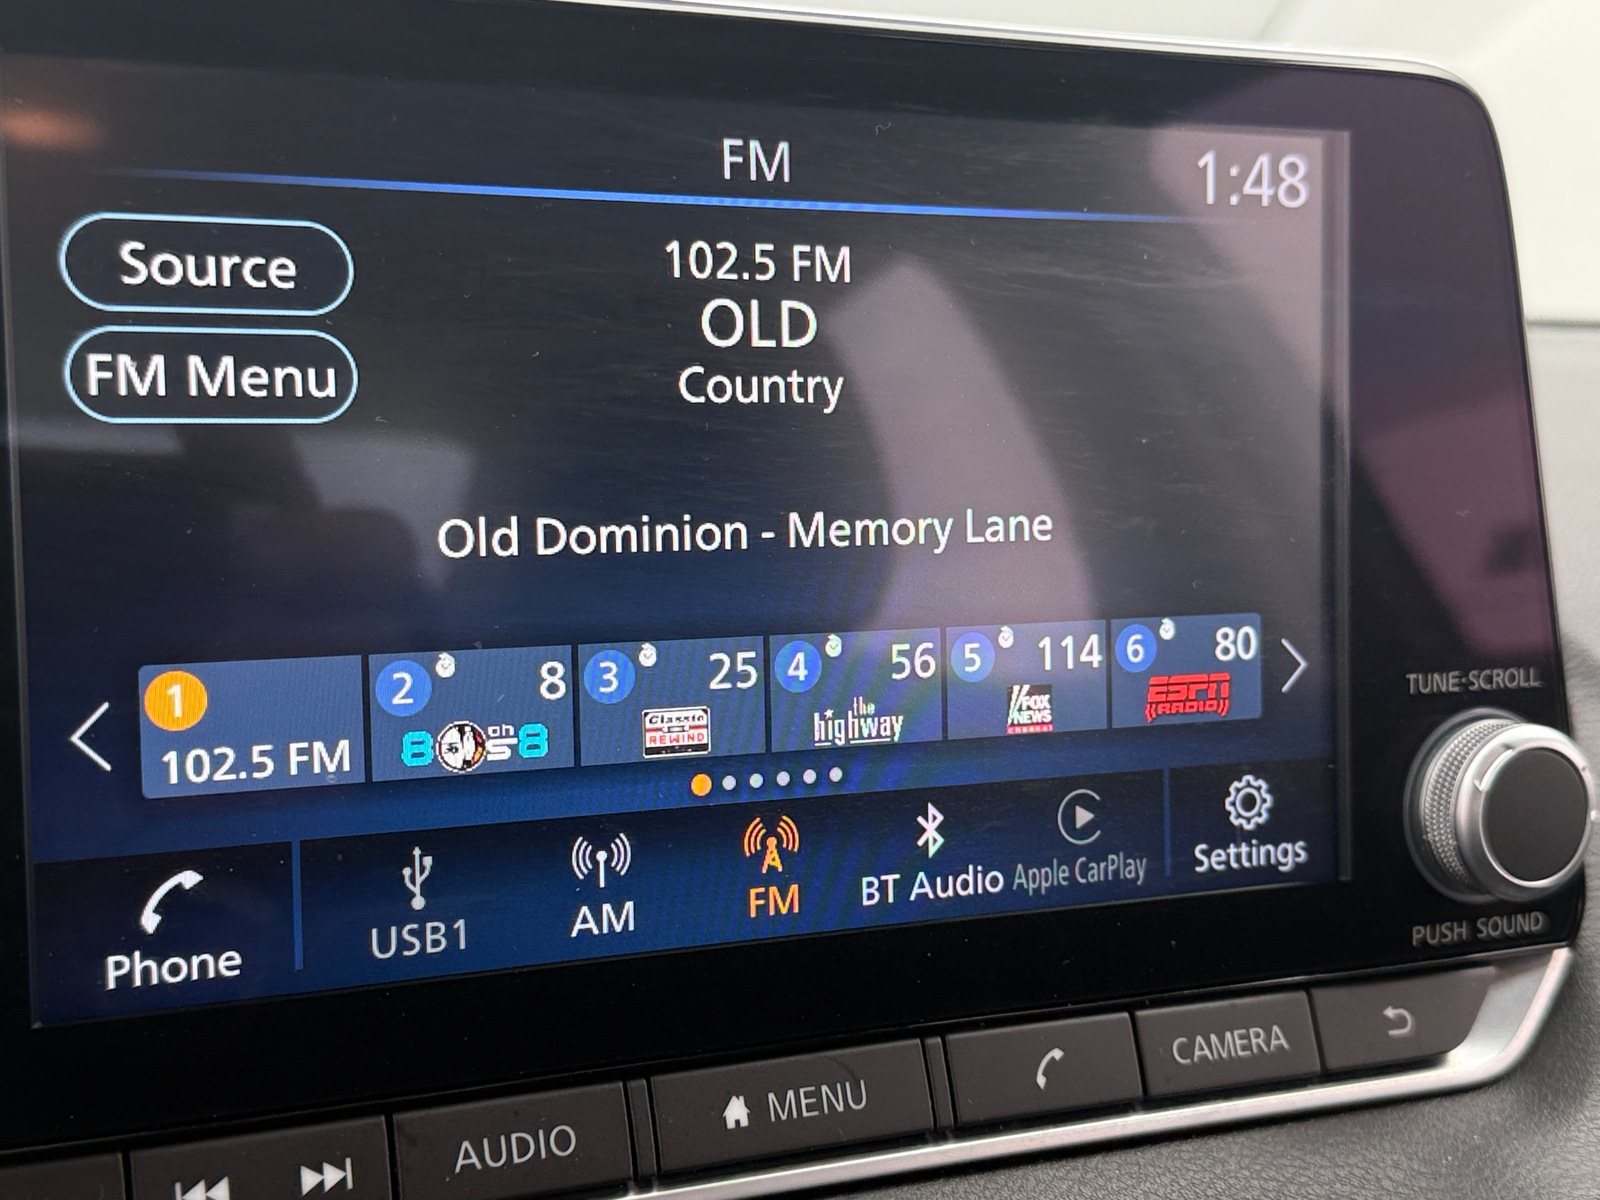 FM
1:48
Source
102.5 FM
OLD
FM Menu
Country
Old Dominion - Memory Lane
1
102.5 FM
2 8
80s on 8
3 25
Classic
REWIND
4 56
the
highway
5 114
FOX
NEWS
channel
6 80
ESPN
RADIO
TUNE·SCROLL
PUSH SOUND
Phone
USB1
AM
FM
BT Audio
Apple CarPlay
Settings
AUDIO
MENU
CAMERA